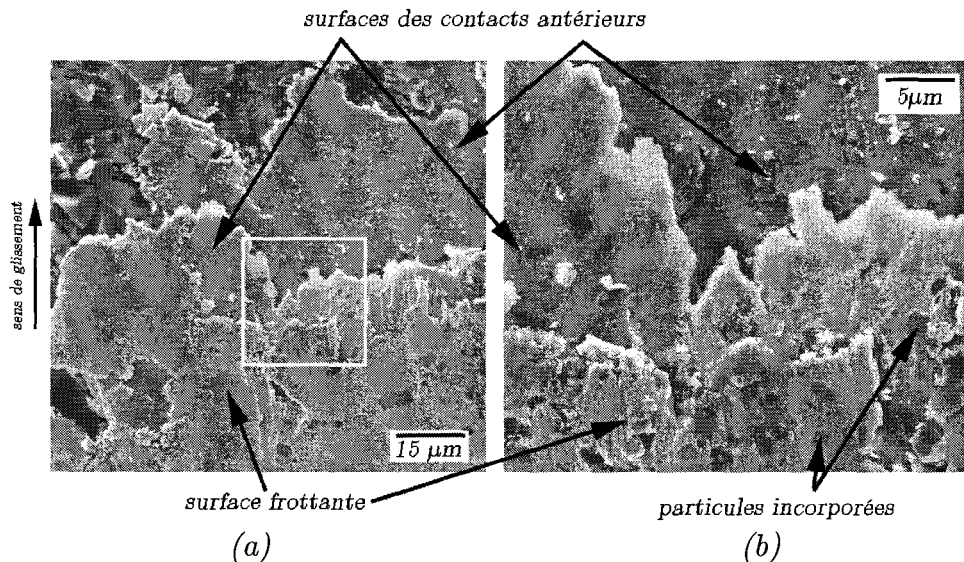 surfaces des contacts antérieurs
5µm
sens de glissement
15 µm
surface frottante
particules incorporées
(a)
(b)